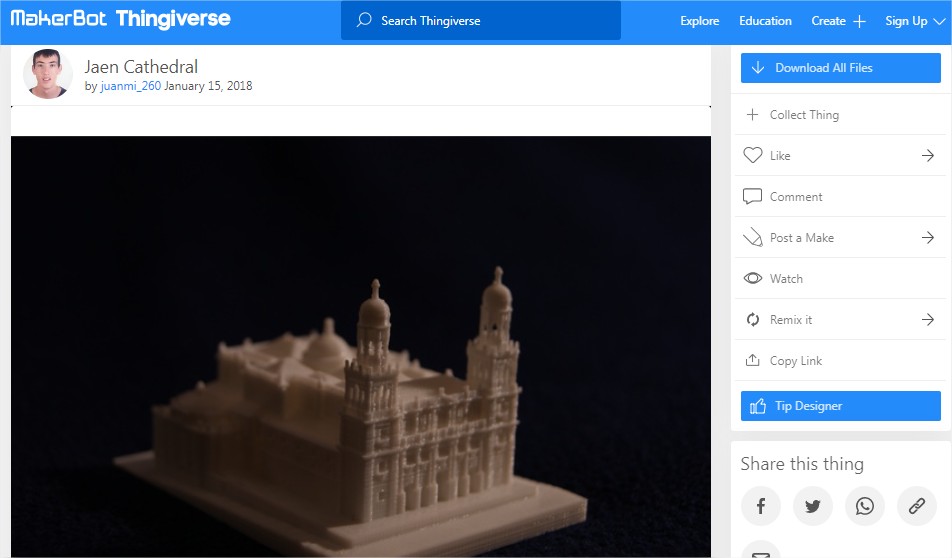 MakerBot Thingiverse
Search Thingiverse
Explore
Education
Create
Sign Up
Jaen Cathedral
by juanmi_260 January 15, 2018
Download All Files
Collect Thing
Like
Comment
Post a Make
Watch
Remix it
Copy Link
Tip Designer
Share this thing